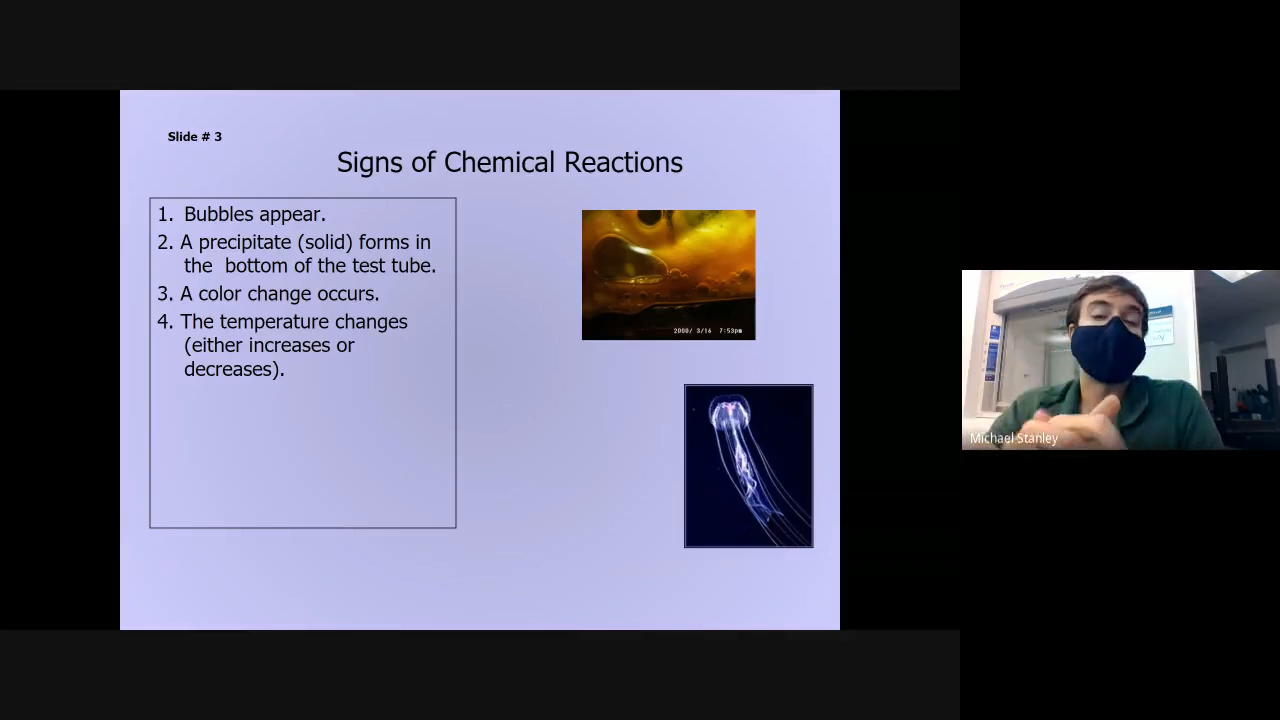 Slide # 3
Signs of Chemical Reactions
1. Bubbles appear.
2. A precipitate (solid) forms in
the bottom of the test tube.
3. A color change occurs.
4. The temperature changes
(either increases or
decreases).
2000/ 3/16 7:53pm
Michael Stanley